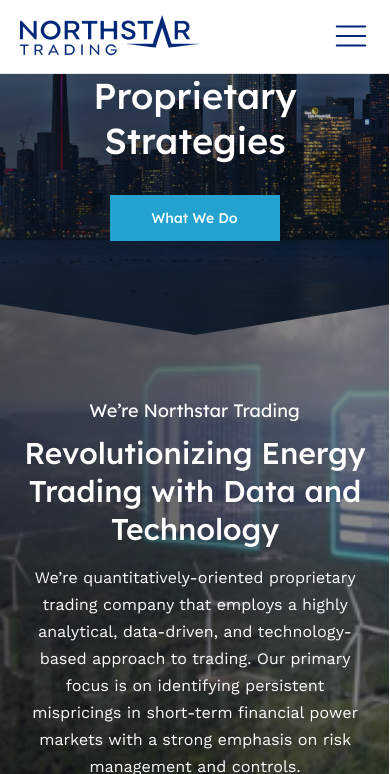 NORTHSTAR
TRADING
Proprietary
Strategies
What We Do
We’re Northstar Trading
Revolutionizing Energy
Trading with Data and
Technology
We’re quantitatively-oriented proprietary
trading company that employs a highly
analytical, data-driven, and technology-
based approach to trading. Our primary
focus is on identifying persistent
mispricings in short-term financial power
markets with a strong emphasis on risk
management and controls.